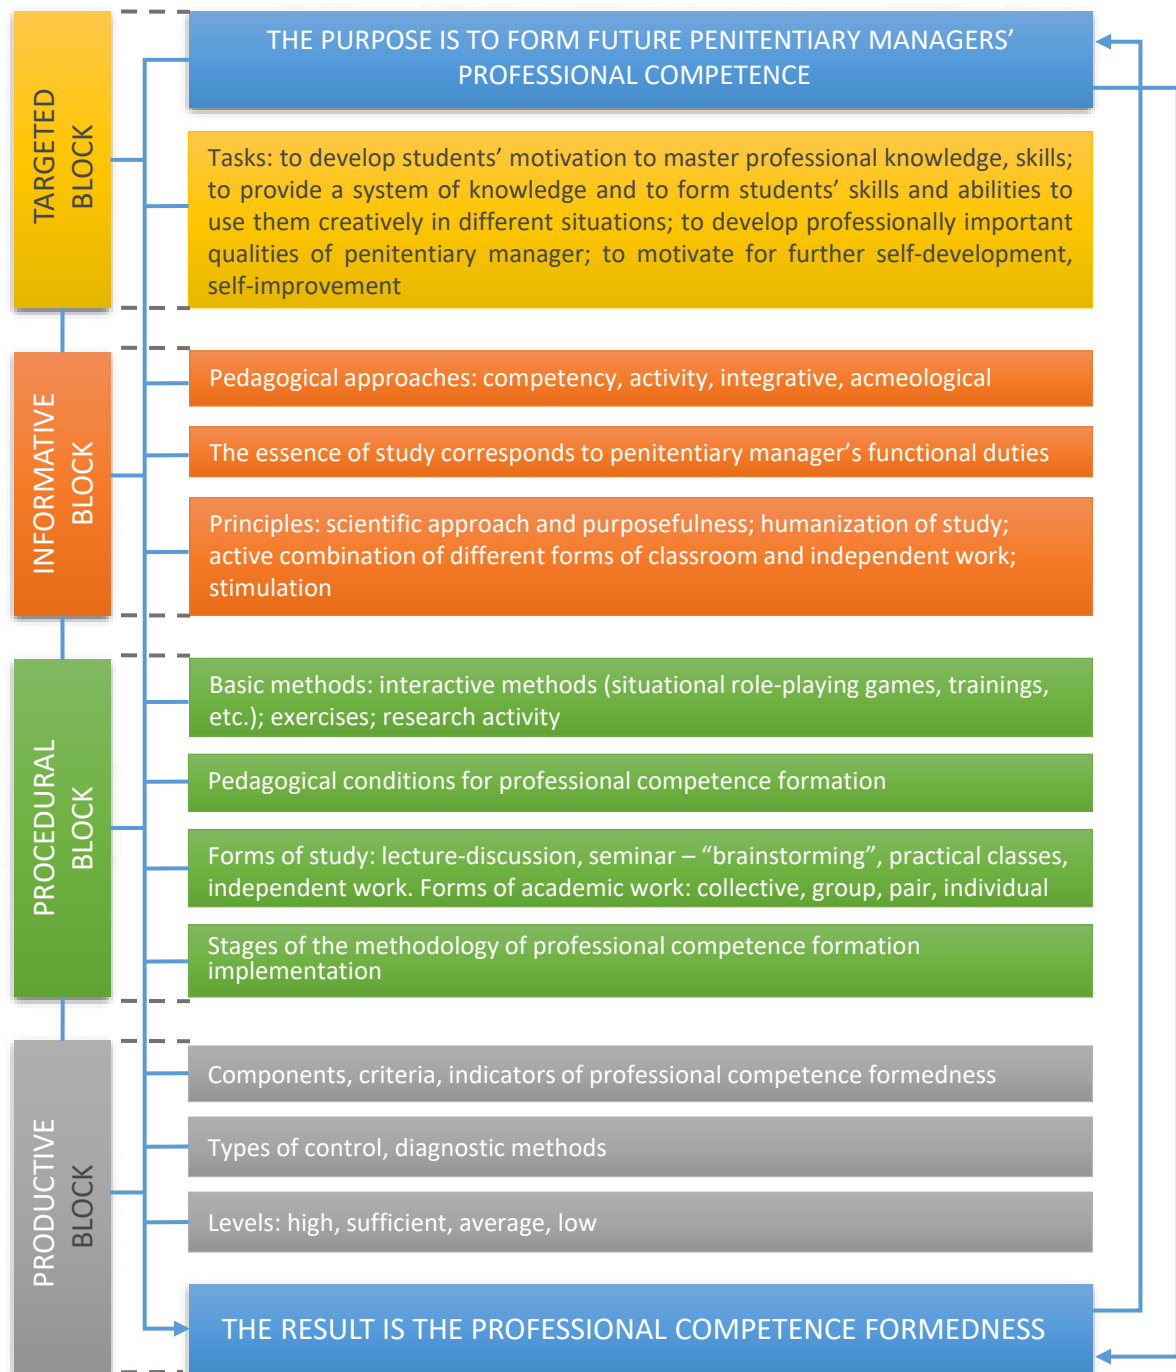 THE PURPOSE IS TO FORM FUTURE PENITENTIARY MANAGERS’
PROFESSIONAL COMPETENCE
TARGETED
BLOCK
Tasks: to develop students’ motivation to master professional knowledge, skills;
to provide a system of knowledge and to form students’ skills and abilities to
use them creatively in different situations; to develop professionally important
qualities of penitentiary manager; to motivate for further self-development,
self-improvement
INFORMATIVE
BLOCK
Pedagogical approaches: competency, activity, integrative, acmeological
The essence of study corresponds to penitentiary manager’s functional duties
Principles: scientific approach and purposefulness; humanization of study;
active combination of different forms of classroom and independent work;
stimulation
PROCEDURAL
BLOCK
Basic methods: interactive methods (situational role-playing games, trainings,
etc.); exercises; research activity
Pedagogical conditions for professional competence formation
Forms of study: lecture-discussion, seminar – “brainstorming”, practical classes,
independent work. Forms of academic work: collective, group, pair, individual
Stages of the methodology of professional competence formation
implementation
PRODUCTIVE
BLOCK
Components, criteria, indicators of professional competence formedness
Types of control, diagnostic methods
Levels: high, sufficient, average, low
THE RESULT IS THE PROFESSIONAL COMPETENCE FORMEDNESS